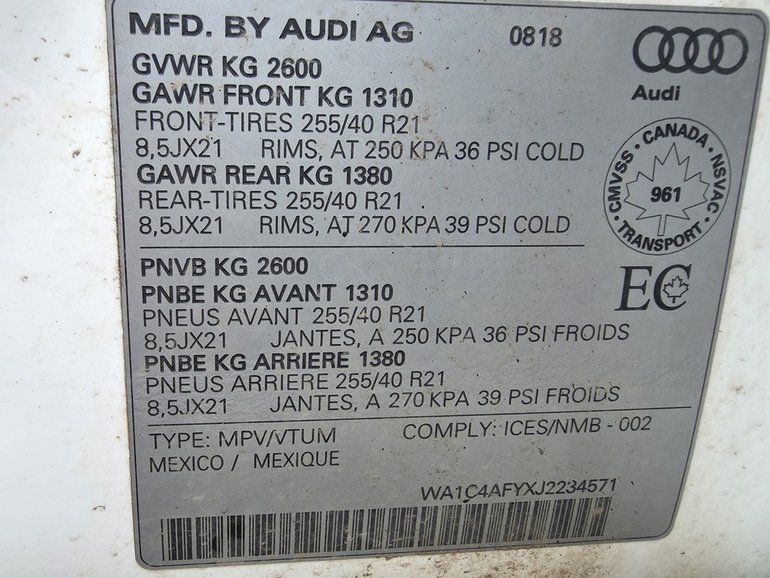 MFD. BY AUDI AG 0818
Audi
GVWR KG 2600
GAWR FRONT KG 1310
FRONT-TIRES 255/40 R21
8,5JX21 RIMS, AT 250 KPA 36 PSI COLD
GAWR REAR KG 1380
REAR-TIRES 255/40 R21
8,5JX21 RIMS, AT 270 KPA 39 PSI COLD
CMVSS · CANADA · NSVAC · TRANSPORT ·
961
PNVB KG 2600
PNBE KG AVANT 1310
PNEUS AVANT 255/40 R21
8,5JX21 JANTES, A 250 KPA 36 PSI FROIDS
PNBE KG ARRIERE 1380
PNEUS ARRIERE 255/40 R21
8,5JX21 JANTES, A 270 KPA 39 PSI FROIDS
EC
TYPE: MPV/VTUM COMPLY: ICES/NMB - 002
MEXICO / MEXIQUE
WA1C4AFYXJ2234571